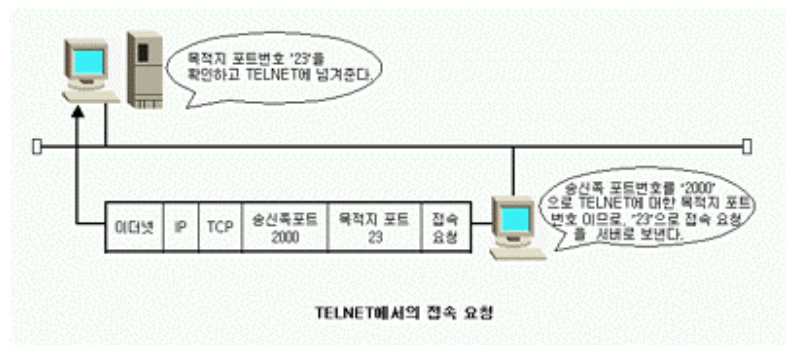 목적지 포트번호 "23"을
확인하고 TELNET에 넘겨준다.
송신쪽 포트번호를 "2000"
으로 TELNET에 대한 목적지 포트
번호 이므로, "23"으로 접속 요청
을 서버로 보낸다.
이더넷 IP TCP 송신쪽포트 2000 목적지 포트 23 접속 요청
TELNET에서의 접속 요청